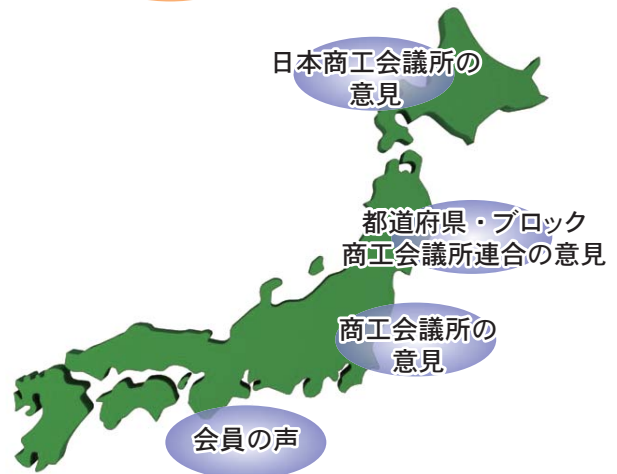 日本商工会議所の
意見
都道府県・ブロック
商工会議所連合の意見
商工会議所の
意見
会員の声